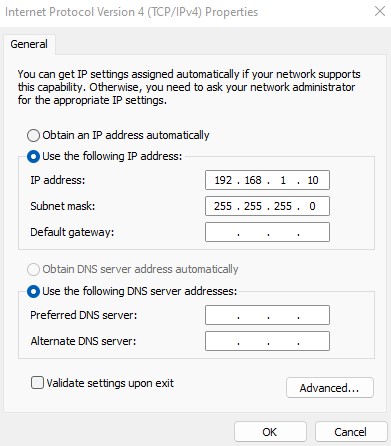 Internet Protocol Version 4 (TCP/IPv4) Properties
General
You can get IP settings assigned automatically if your network supports
this capability. Otherwise, you need to ask your network administrator
for the appropriate IP settings.
Obtain an IP address automatically
Use the following IP address:
IP address: 192 . 168 . 1 . 10
Subnet mask: 255 . 255 . 255 . 0
Default gateway: . . .
Obtain DNS server address automatically
Use the following DNS server addresses:
Preferred DNS server: . . .
Alternate DNS server: . . .
Validate settings upon exit
Advanced...
OK Cancel